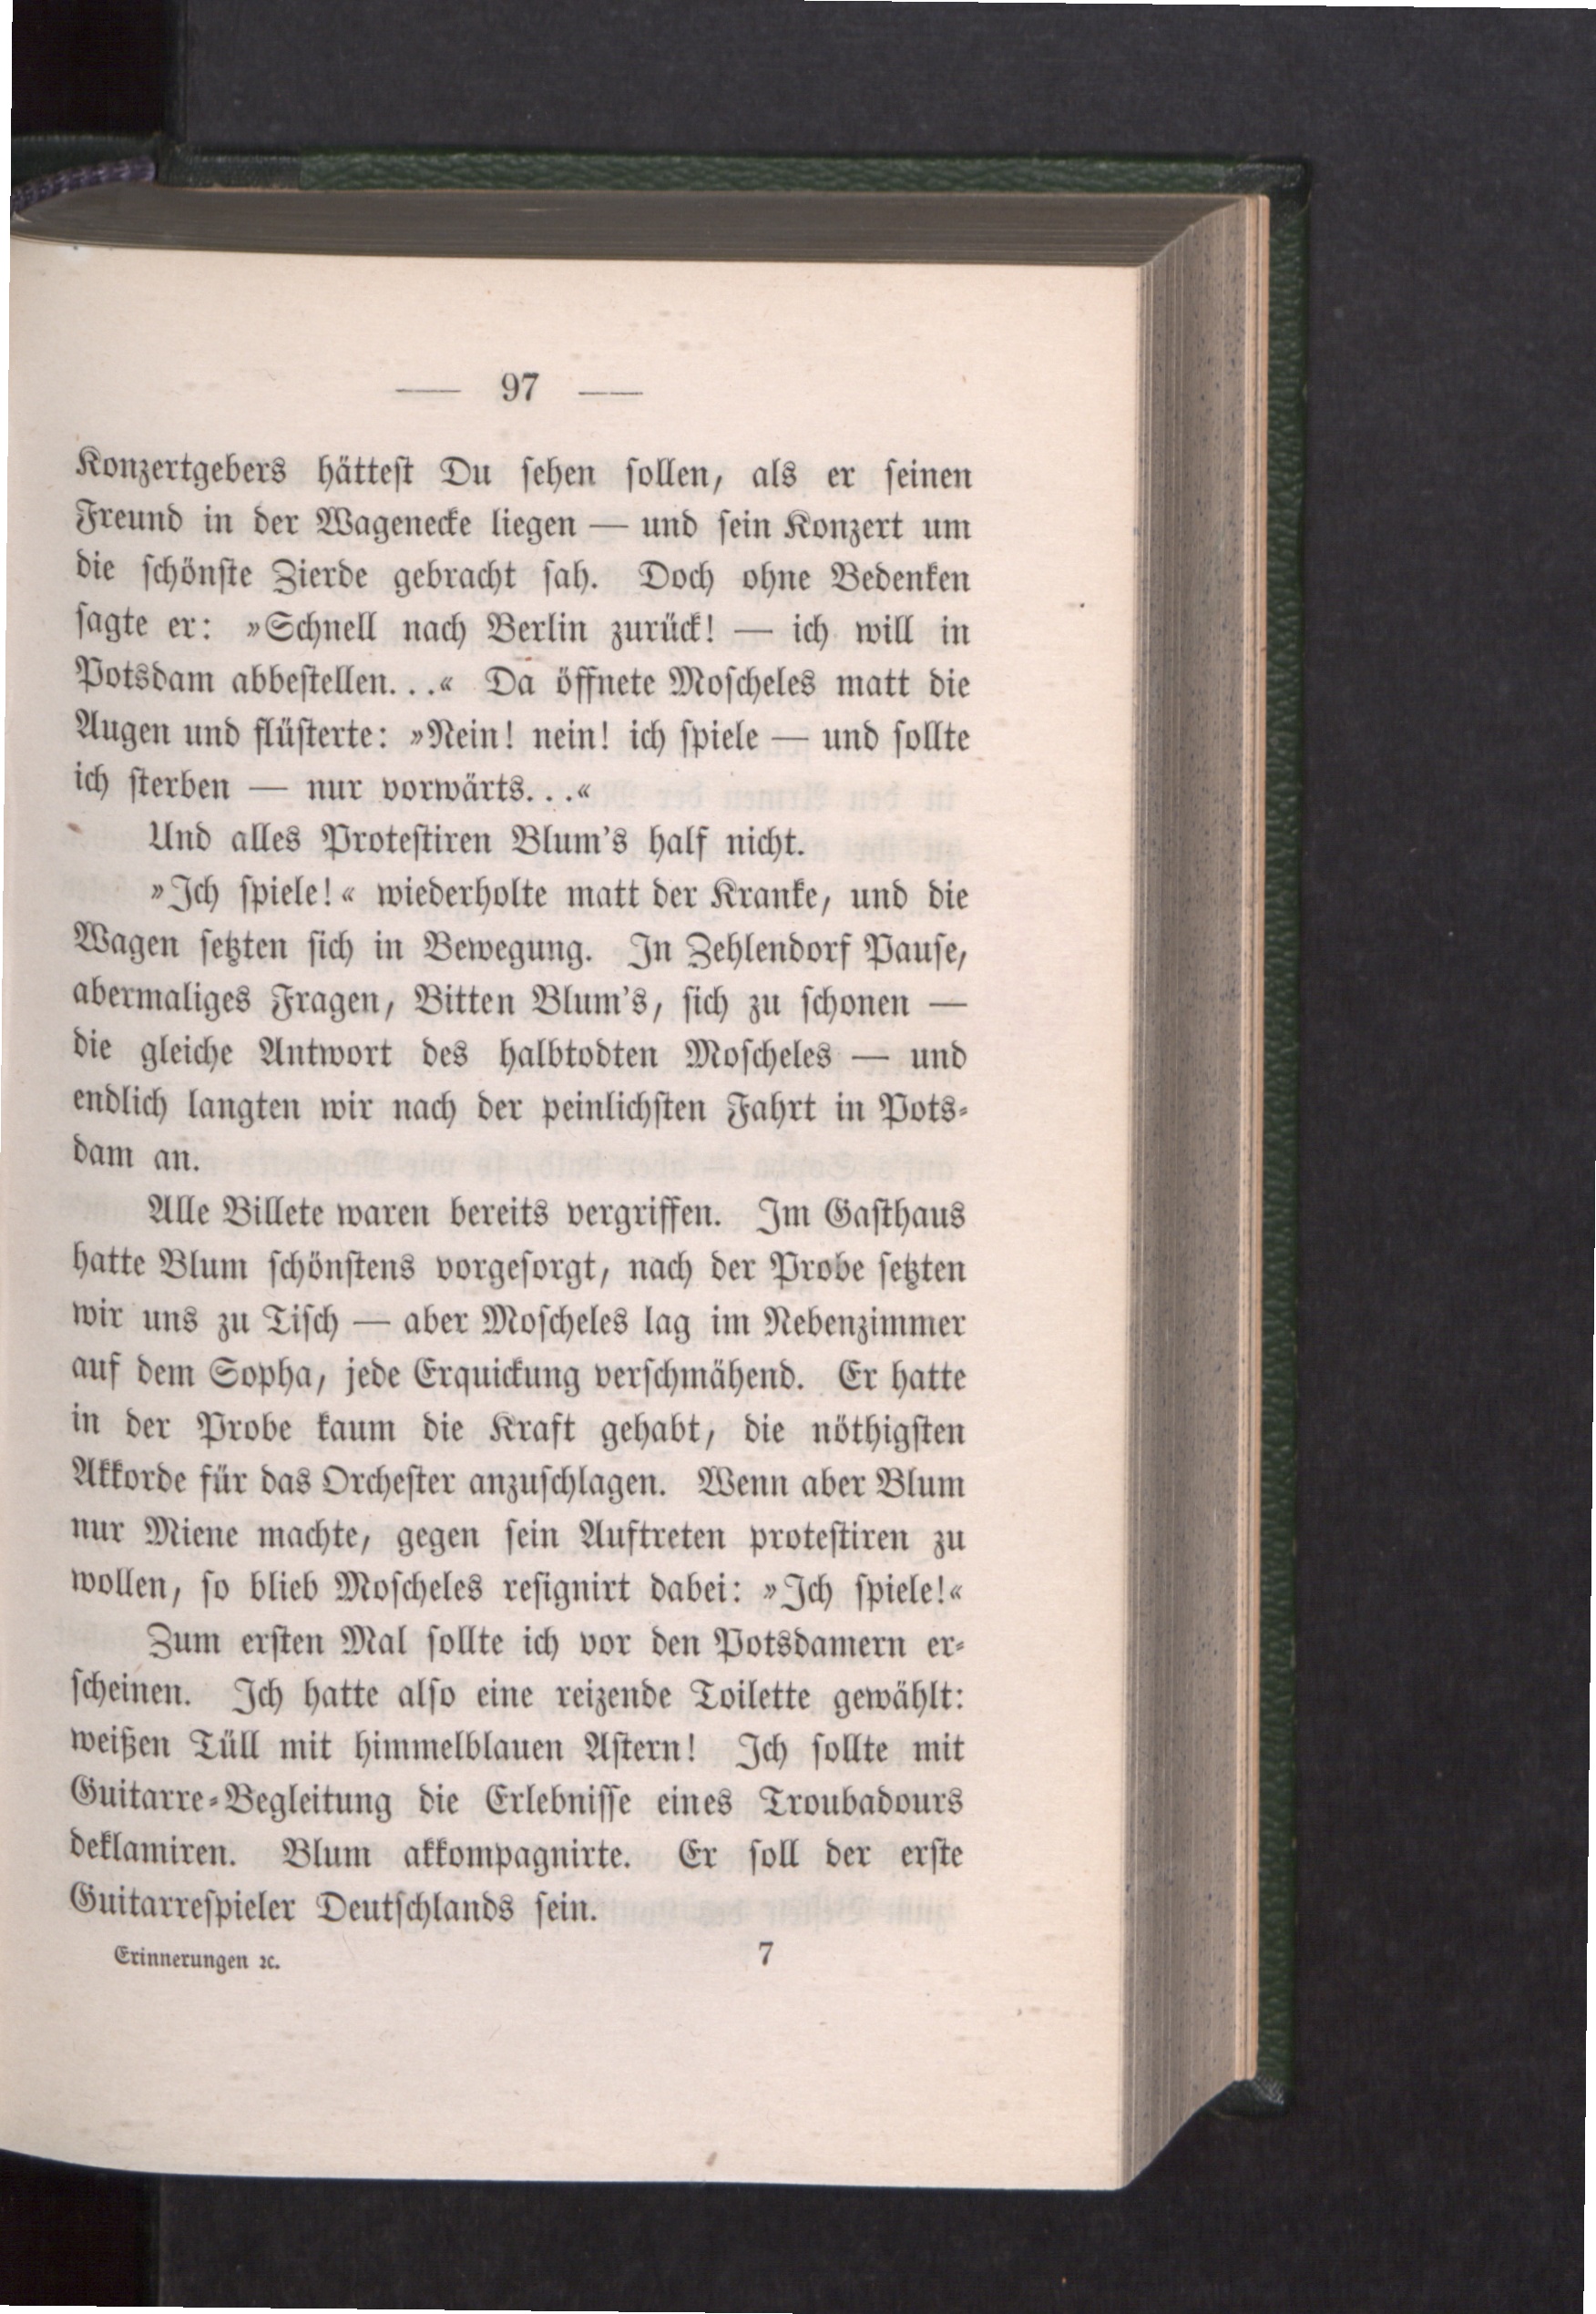 — 97 —
Konzertgebers hättest Du sehen sollen, als er seinen
Freund in der Wagenecke liegen — und sein Konzert um
die schönste Zierde gebracht sah. Doch ohne Bedenken
sagte er: »Schnell nach Berlin zurück! — ich will in
Potsdam abbestellen. . .« Da öffnete Moscheles matt die
Augen und flüsterte: »Nein! nein! ich spiele — und sollte
ich sterben — nur vorwärts. . .«
Und alles Protestiren Blum's half nicht.
»Ich spiele!« wiederholte matt der Kranke, und die
Wagen setzten sich in Bewegung. In Zehlendorf Pause,
abermaliges Fragen, Bitten Blum's, sich zu schonen —
die gleiche Antwort des halbtodten Moscheles — und
endlich langten wir nach der peinlichsten Fahrt in Pots-
dam an.
Alle Billete waren bereits vergriffen. Im Gasthaus
hatte Blum schönstens vorgesorgt, nach der Probe setzten
wir uns zu Tisch — aber Moscheles lag im Nebenzimmer
auf dem Sopha, jede Erquickung verschmähend. Er hatte
in der Probe kaum die Kraft gehabt, die nöthigsten
Akkorde für das Orchester anzuschlagen. Wenn aber Blum
nur Miene machte, gegen sein Auftreten protestiren zu
wollen, so blieb Moscheles resignirt dabei: »Ich spiele!«
Zum ersten Mal sollte ich vor den Potsdamern er-
scheinen. Ich hatte also eine reizende Toilette gewählt:
weißen Tüll mit himmelblauen Astern! Ich sollte mit
Guitarre-Begleitung die Erlebnisse eines Troubadours
deklamiren. Blum akkompagnirte. Er soll der erste
Guitarrespieler Deutschlands sein.
Erinnerungen ꝛc. 7